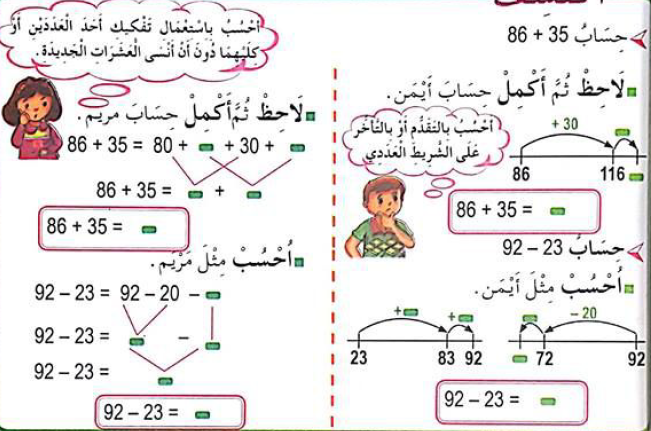 حِسَابُ 35 + 86
لَاحِظْ ثُمَّ أَكْمِلْ حِسَابَ أَيْمَن.
أَحْسُبُ بِالتَّقَدُّمِ أَوْ بِالتَّأَخُّرِ
عَلَى الشَّرِيطِ الْعَدَدِي
+ 30
86 116
86 + 35 =
حِسَابُ 23 – 92
اُحْسُبْ مِثْلَ أَيْمَن.
+ + – 20
23 83 92 72 92
92 – 23 =
أَحْسُبُ بِاسْتِعْمَالِ تَفْكِيكِ أَحَدِ الْعَدَدَيْنِ أَوْ
كِلَيْهِمَا دُونَ أَنْ أَنْسَى الْعَشَرَاتِ الْجَدِيدَةِ.
لَاحِظْ ثُمَّ أَكْمِلْ حِسَابَ مَرْيَم.
86 + 35 = 80 + + 30 +
86 + 35 = +
86 + 35 =
اُحْسُبْ مِثْلَ مَرْيَم.
92 – 23 = 92 – 20 –
92 – 23 = –
92 – 23 =
92 – 23 =